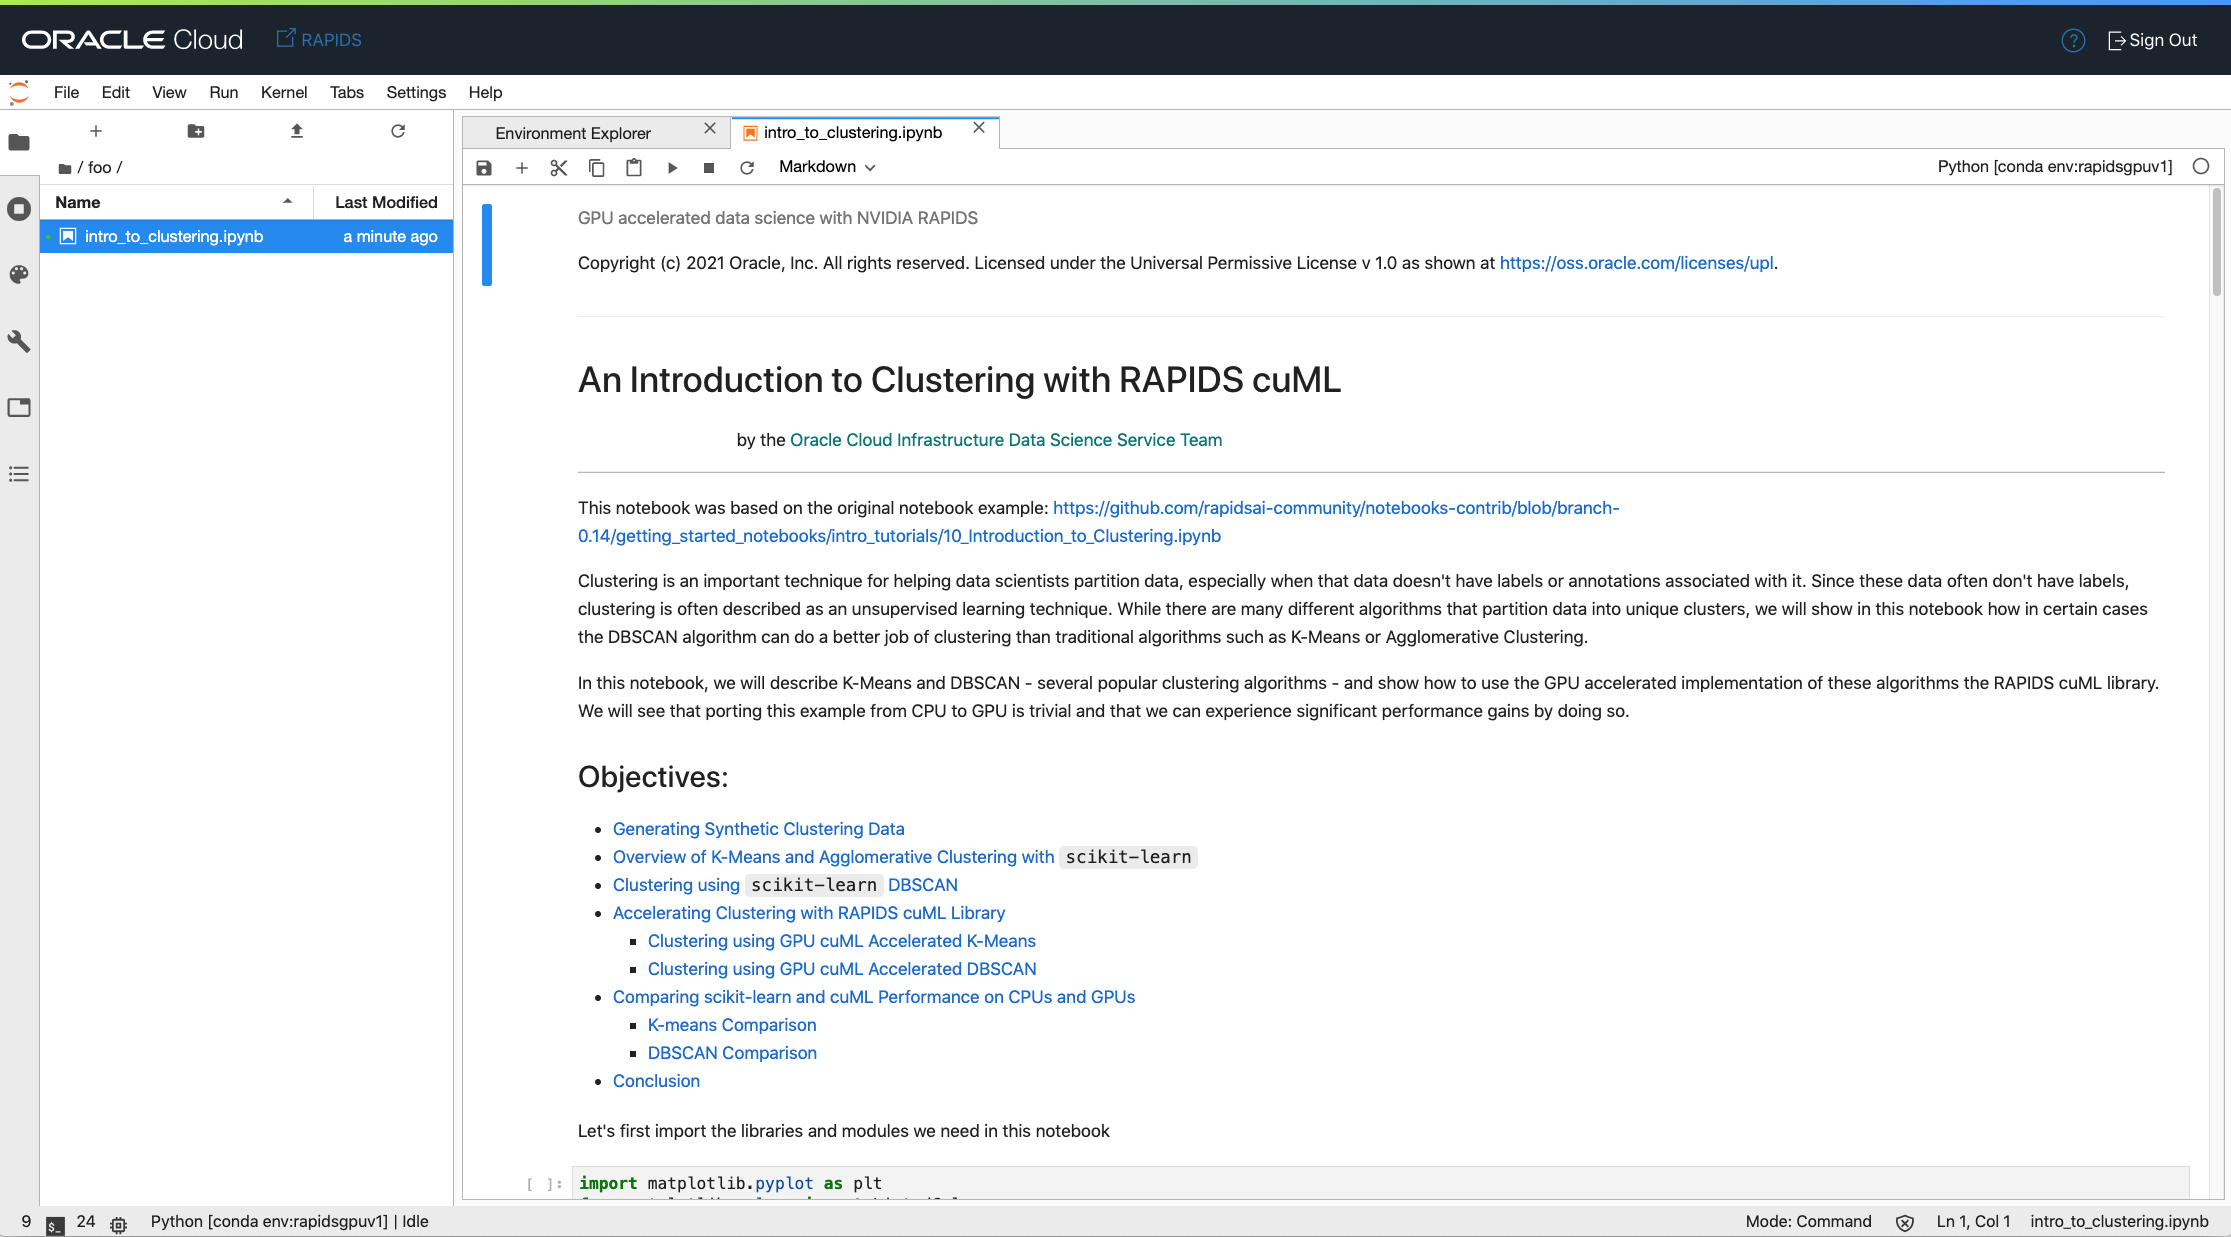 ORACLE Cloud RAPIDS ? Sign Out
File Edit View Run Kernel Tabs Settings Help
Environment Explorer intro_to_clustering.ipynb
/ foo /
Markdown Python [conda env:rapidsgpuv1]
Name Last Modified
intro_to_clustering.ipynb a minute ago
GPU accelerated data science with NVIDIA RAPIDS
Copyright (c) 2021 Oracle, Inc. All rights reserved. Licensed under the Universal Permissive License v 1.0 as shown at https://oss.oracle.com/licenses/upl.
An Introduction to Clustering with RAPIDS cuML
by the Oracle Cloud Infrastructure Data Science Service Team
This notebook was based on the original notebook example: https://github.com/rapidsai-community/notebooks-contrib/blob/branch-
0.14/getting_started_notebooks/intro_tutorials/10_Introduction_to_Clustering.ipynb
Clustering is an important technique for helping data scientists partition data, especially when that data doesn't have labels or annotations associated with it. Since these data often don't have labels,
clustering is often described as an unsupervised learning technique. While there are many different algorithms that partition data into unique clusters, we will show in this notebook how in certain cases
the DBSCAN algorithm can do a better job of clustering than traditional algorithms such as K-Means or Agglomerative Clustering.
In this notebook, we will describe K-Means and DBSCAN - several popular clustering algorithms - and show how to use the GPU accelerated implementation of these algorithms the RAPIDS cuML library.
We will see that porting this example from CPU to GPU is trivial and that we can experience significant performance gains by doing so.
Objectives:
Generating Synthetic Clustering Data
Overview of K-Means and Agglomerative Clustering with scikit-learn
Clustering using scikit-learn DBSCAN
Accelerating Clustering with RAPIDS cuML Library
Clustering using GPU cuML Accelerated K-Means
Clustering using GPU cuML Accelerated DBSCAN
Comparing scikit-learn and cuML Performance on CPUs and GPUs
K-means Comparison
DBSCAN Comparison
Conclusion
Let's first import the libraries and modules we need in this notebook
[ ]: import matplotlib.pyplot as plt
9 $_ 24 Python [conda env:rapidsgpuv1] | Idle Mode: Command Ln 1, Col 1 intro_to_clustering.ipynb